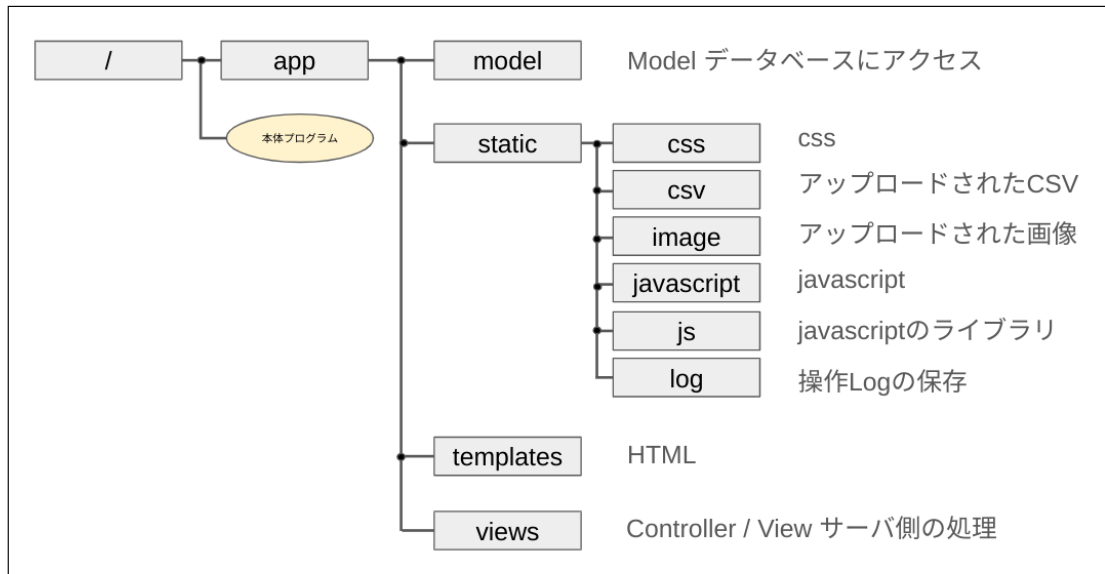 /
app
model
Model データベースにアクセス
本体プログラム
static
css
css
csv
アップロードされたCSV
image
アップロードされた画像
javascript
javascript
js
javascriptのライブラリ
log
操作Logの保存
templates
HTML
views
Controller / View サーバ側の処理